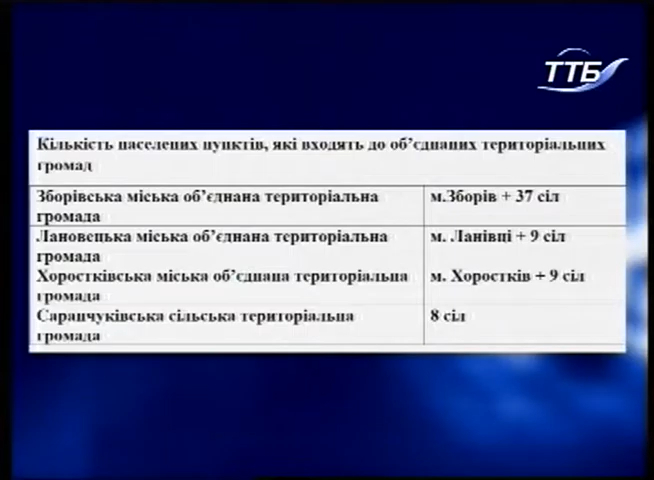 ТТБ
Кількість населених пунктів, які входять до об’єднаних територіальних
громад
Зборівська міська об’єднана територіальна
громада
м.Зборів + 37 сіл
Лановецька міська об’єднана територіальна
громада
м. Ланівці + 9 сіл
Хоростківська міська об’єднана територіальна
громада
м. Хоростків + 9 сіл
Саранчуківська сільська територіальна
громада
8 сіл